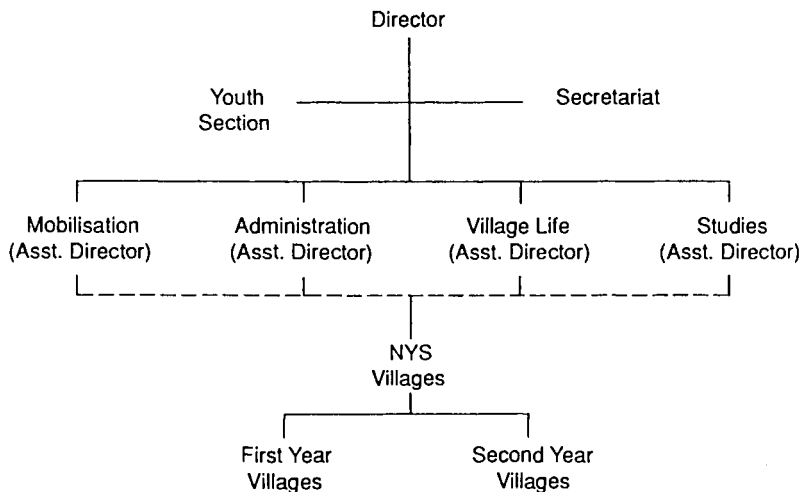 Director
Youth
Section
Secretariat
Mobilisation
(Asst. Director)
Administration
(Asst. Director)
Village Life
(Asst. Director)
Studies
(Asst. Director)
NYS
Villages
First Year
Villages
Second Year
Villages